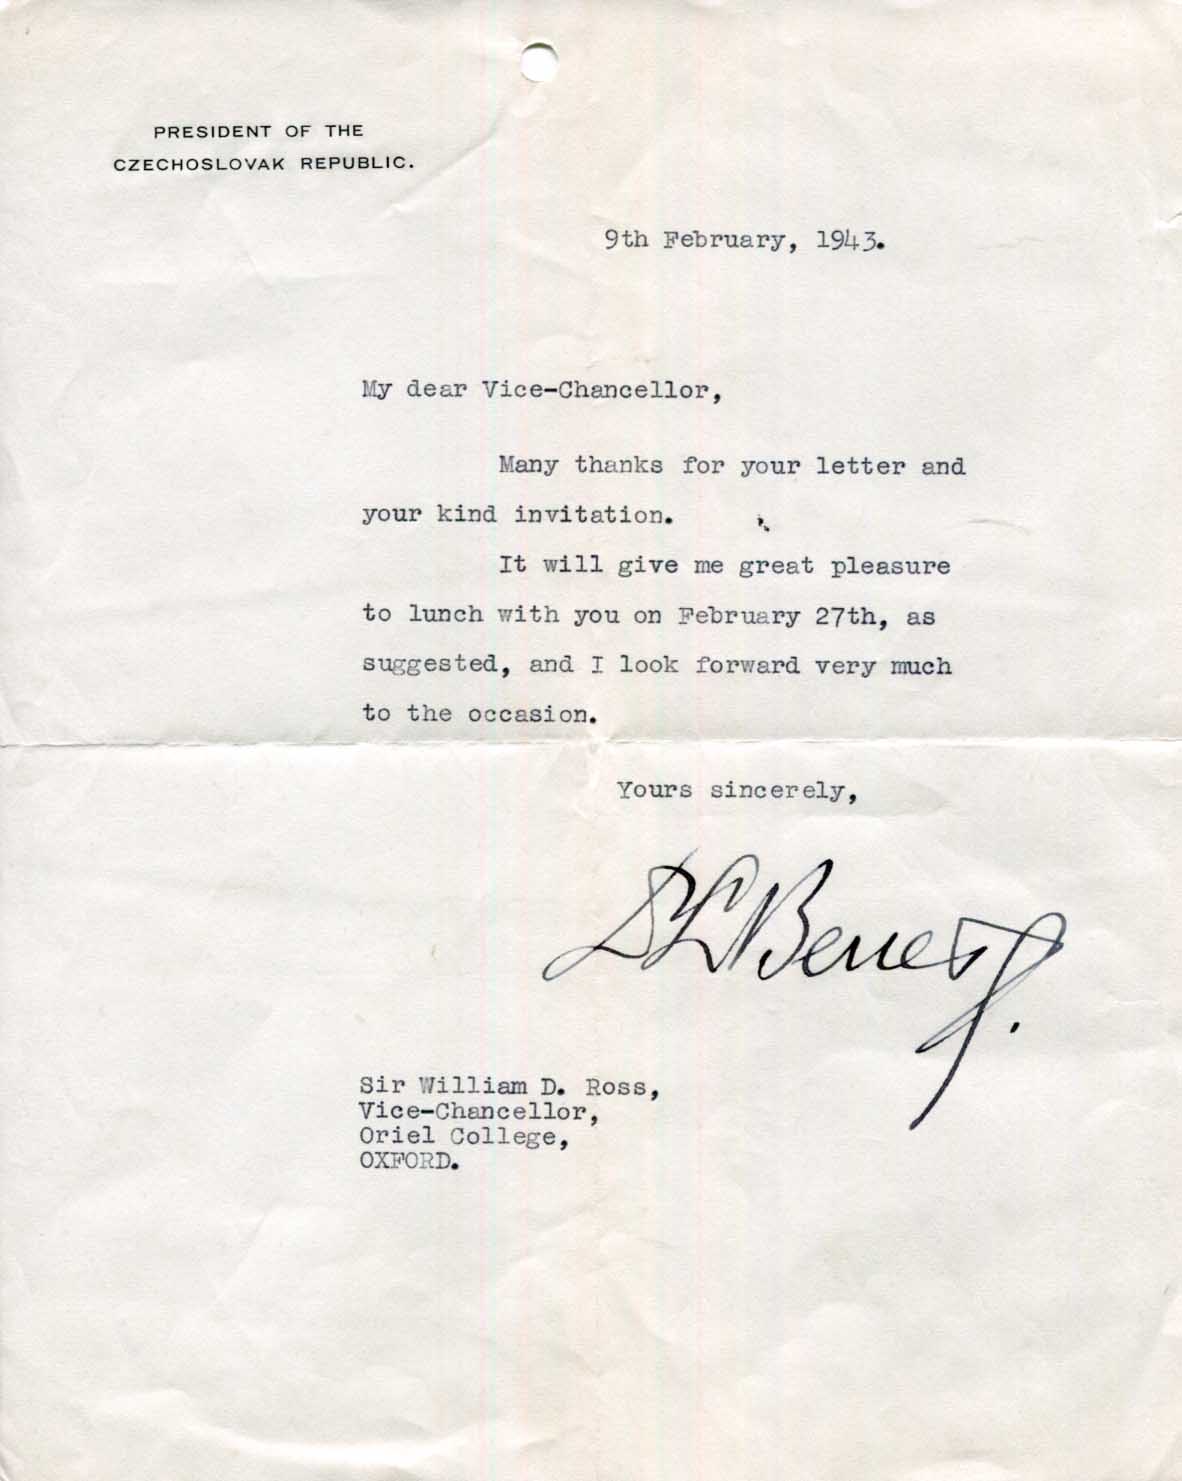 PRESIDENT OF THE
CZECHOSLOVAK REPUBLIC.
9th February, 1943.
My dear Vice-Chancellor,
Many thanks for your letter and
your kind invitation.
It will give me great pleasure
to lunch with you on February 27th, as
suggested, and I look forward very much
to the occasion.
Yours sincerely,
Benes
Sir William D. Ross,
Vice-Chancellor,
Oriel College,
OXFORD.